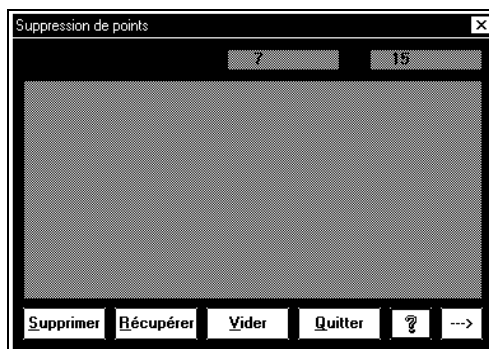 Suppression de points
7 15
Supprimer Récupérer Vider Quitter ? --->